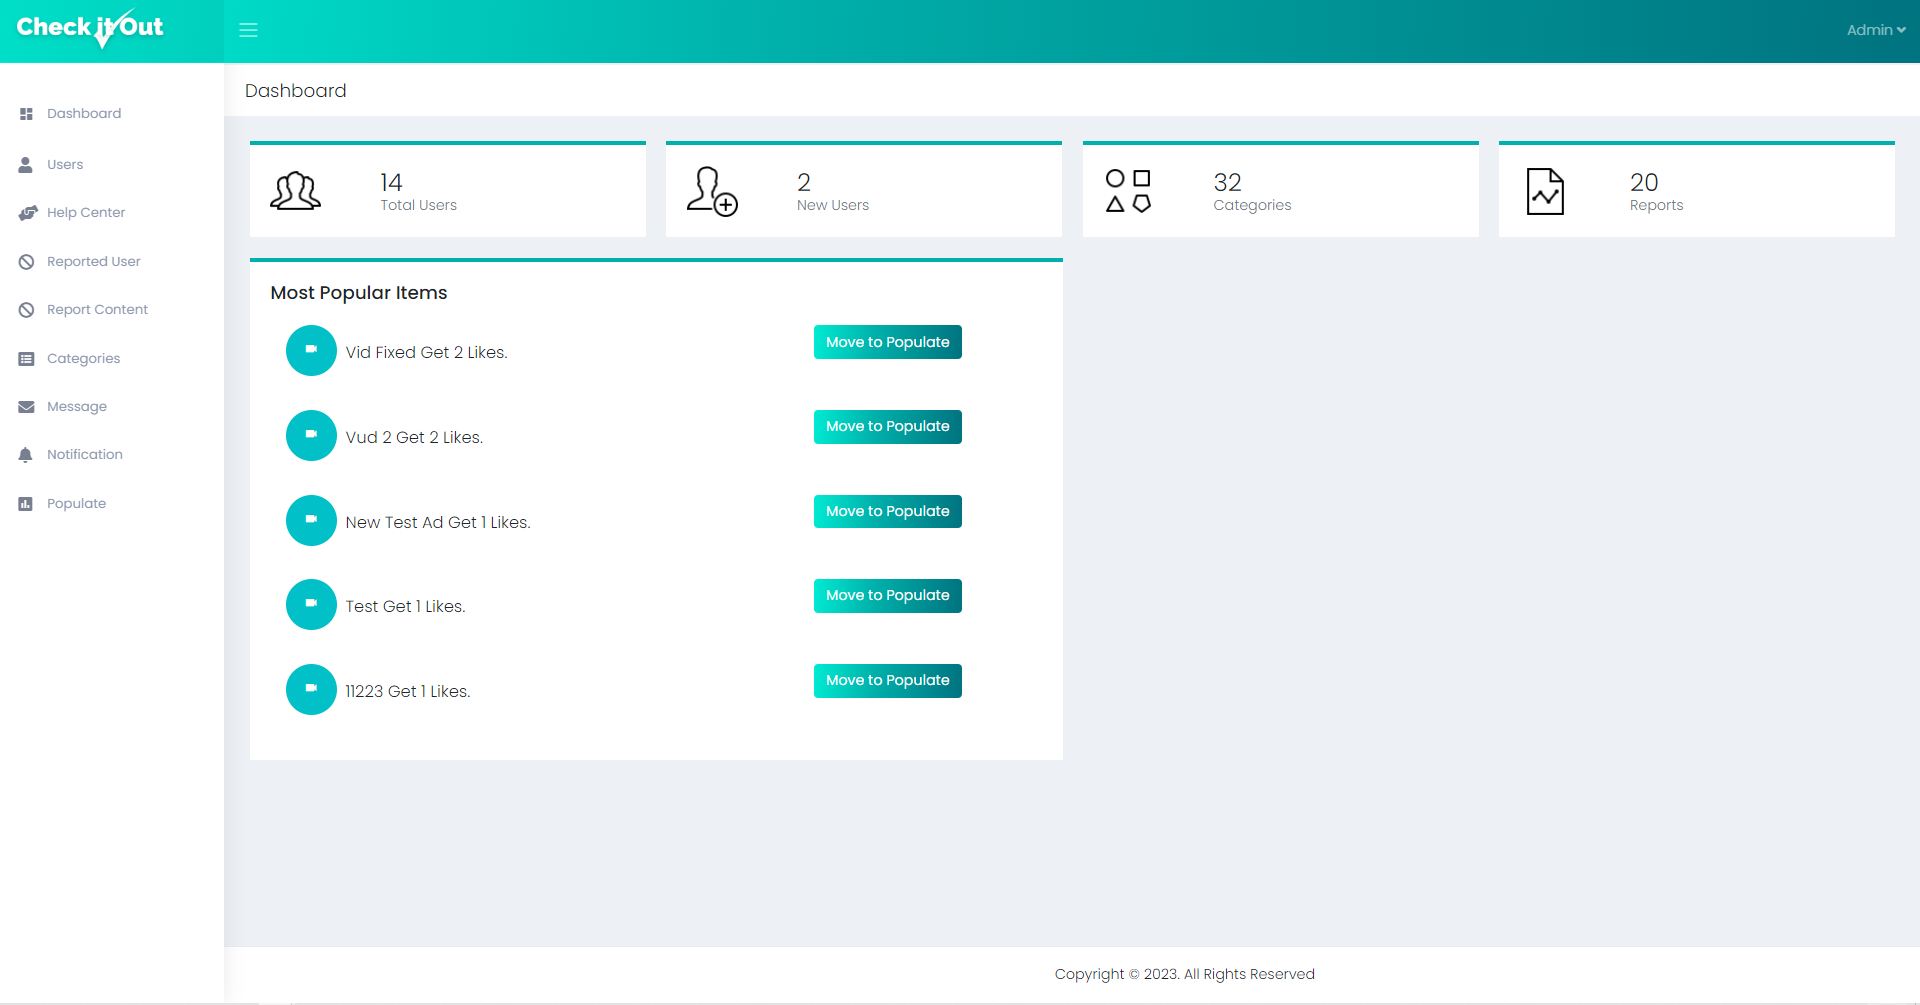 Check it Out
Admin
Dashboard
Users
Help Center
Reported User
Report Content
Categories
Message
Notification
Populate
Dashboard
14
Total Users
2
New Users
32
Categories
20
Reports
Most Popular Items
Vid Fixed Get 2 Likes.
Move to Populate
Vud 2 Get 2 Likes.
Move to Populate
New Test Ad Get 1 Likes.
Move to Populate
Test Get 1 Likes.
Move to Populate
11223 Get 1 Likes.
Move to Populate
Copyright © 2023. All Rights Reserved